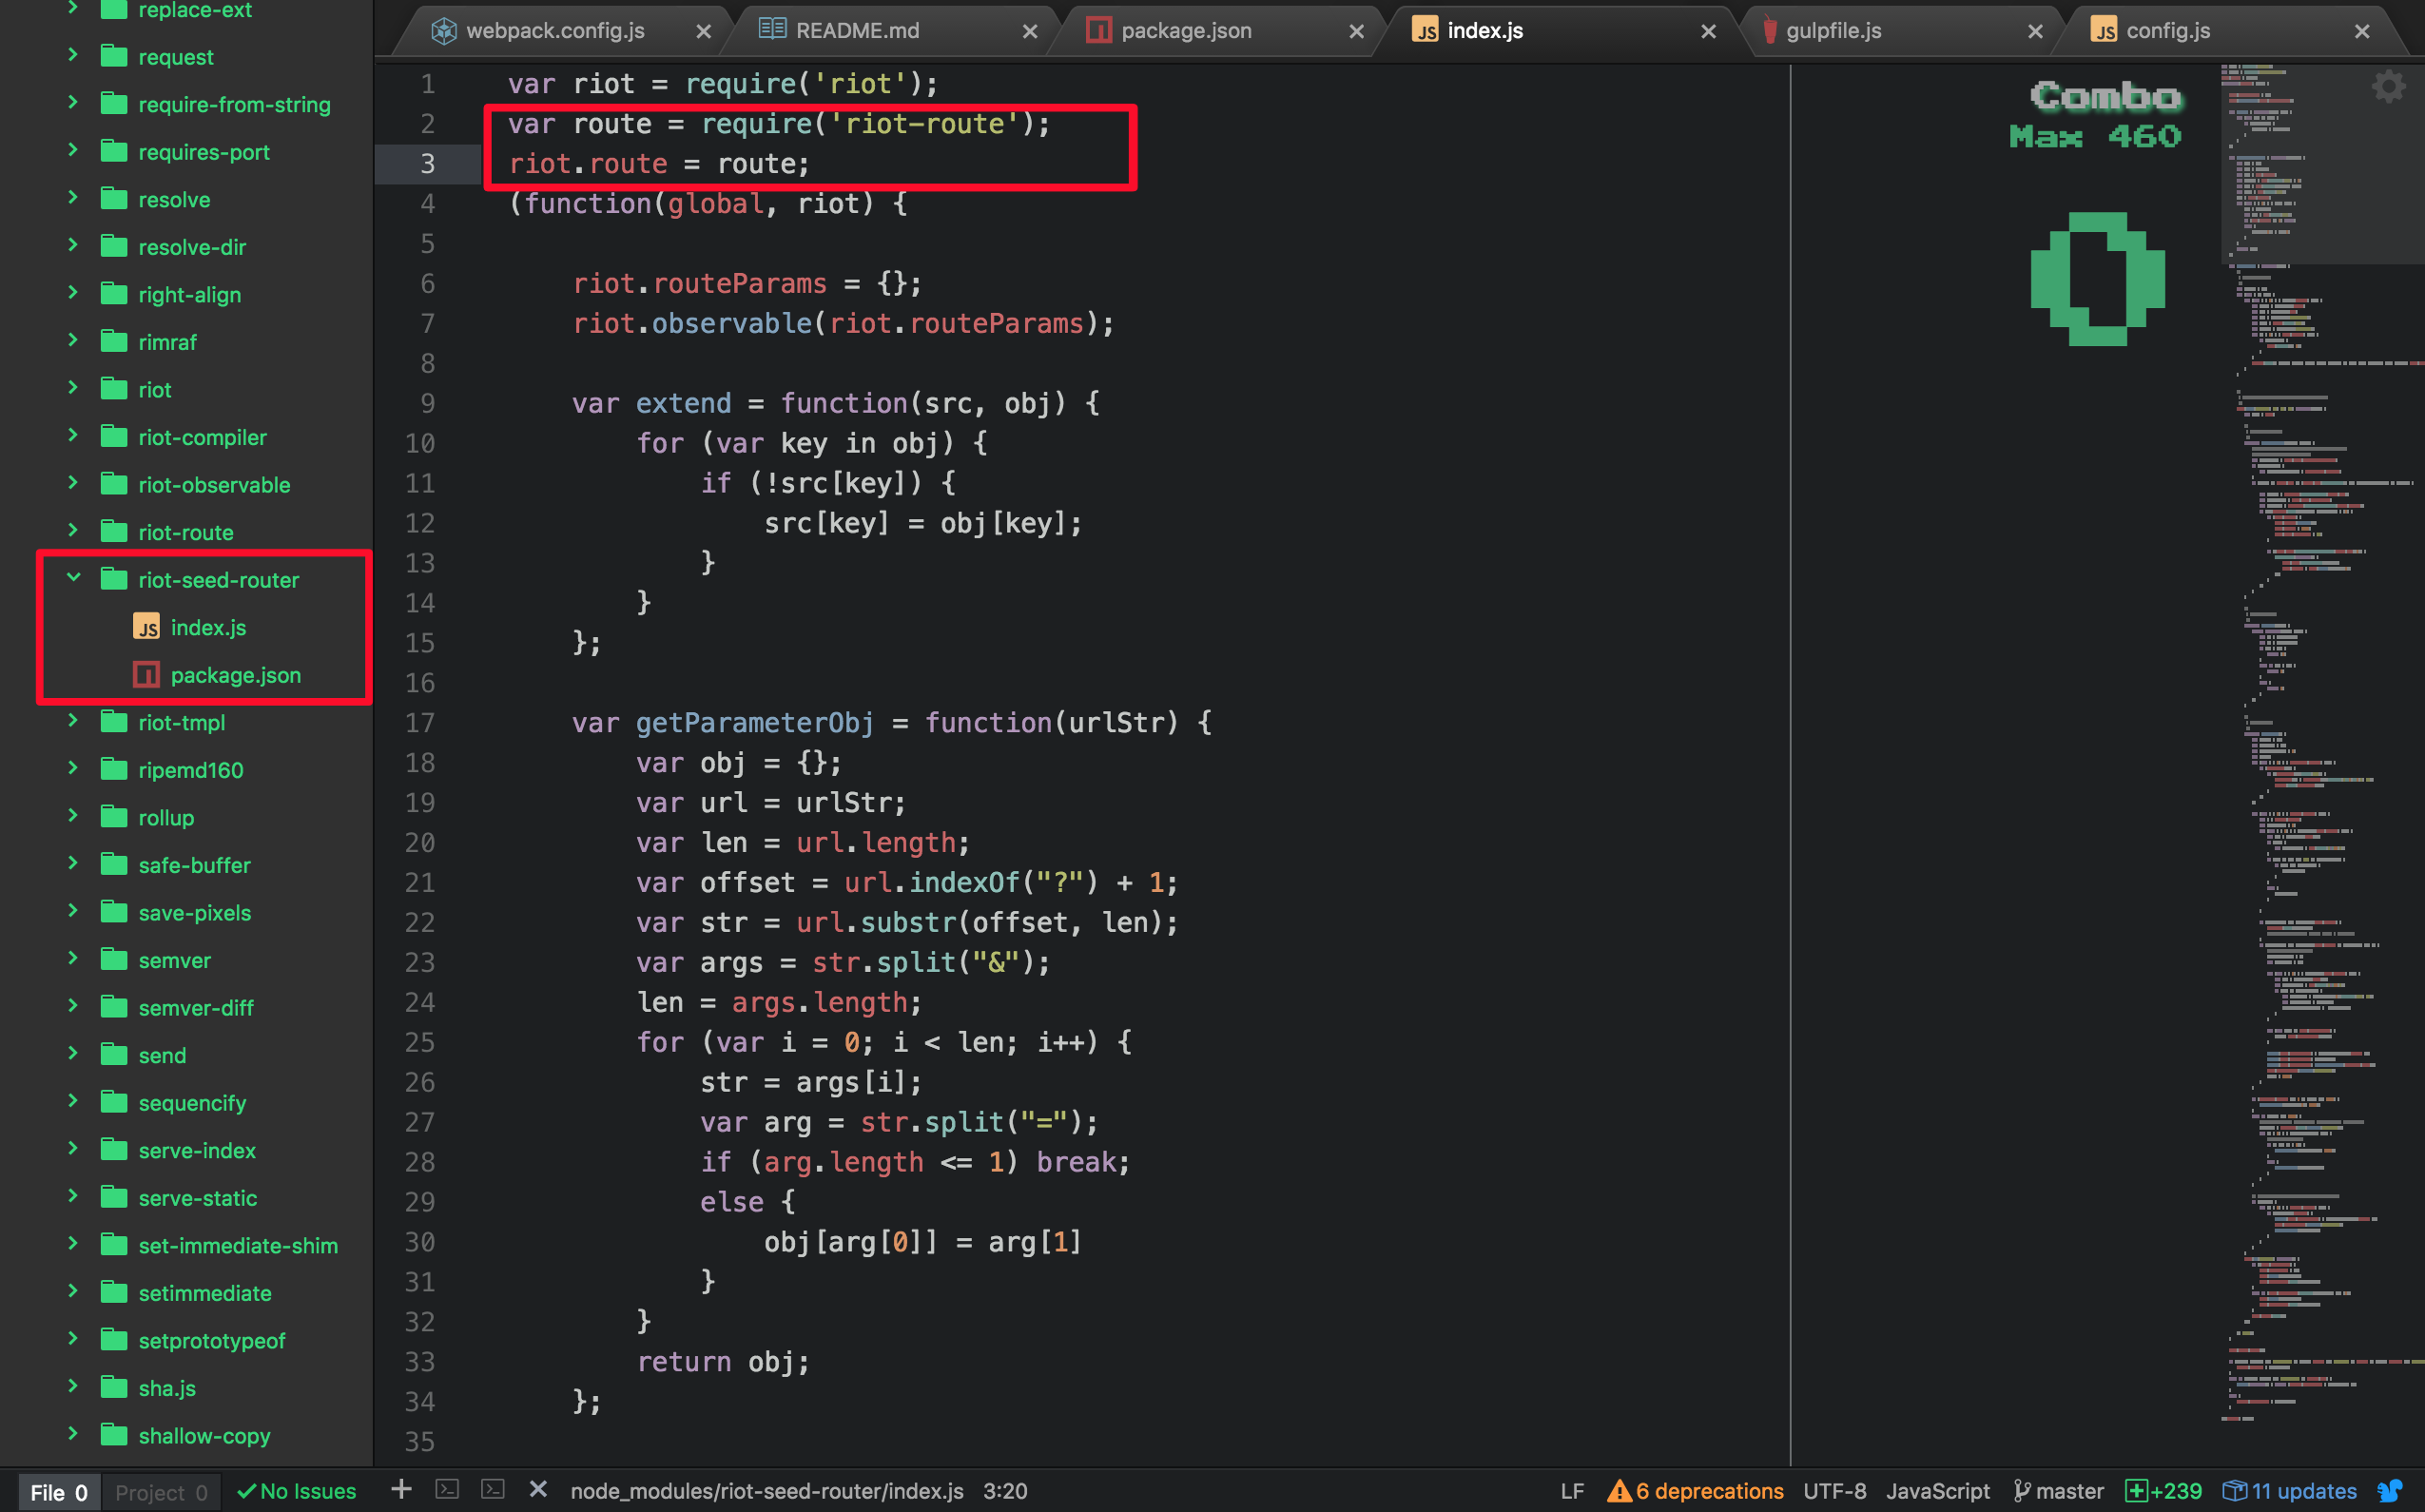 replace-ext
request
require-from-string
requires-port
resolve
resolve-dir
right-align
rimraf
riot
riot-compiler
riot-observable
riot-route
riot-seed-router
index.js
package.json
riot-tmpl
ripemd160
rollup
safe-buffer
save-pixels
semver
semver-diff
send
sequencify
serve-index
serve-static
set-immediate-shim
setimmediate
setprototypeof
sha.js
shallow-copy
webpack.config.js README.md package.json index.js gulpfile.js config.js
1 var riot = require('riot');
2 var route = require('riot-route');
3 riot.route = route;
4 (function(global, riot) {
5
6     riot.routeParams = {};
7     riot.observable(riot.routeParams);
8
9     var extend = function(src, obj) {
10         for (var key in obj) {
11             if (!src[key]) {
12                 src[key] = obj[key];
13             }
14         }
15     };
16
17     var getParameterObj = function(urlStr) {
18         var obj = {};
19         var url = urlStr;
20         var len = url.length;
21         var offset = url.indexOf("?") + 1;
22         var str = url.substr(offset, len);
23         var args = str.split("&");
24         len = args.length;
25         for (var i = 0; i < len; i++) {
26             str = args[i];
27             var arg = str.split("=");
28             if (arg.length <= 1) break;
29             else {
30                 obj[arg[0]] = arg[1]
31             }
32         }
33         return obj;
34     };
35
Combo
Max 460
0
File 0 Project 0 No Issues node_modules/riot-seed-router/index.js 3:20 LF 6 deprecations UTF-8 JavaScript master +239 11 updates